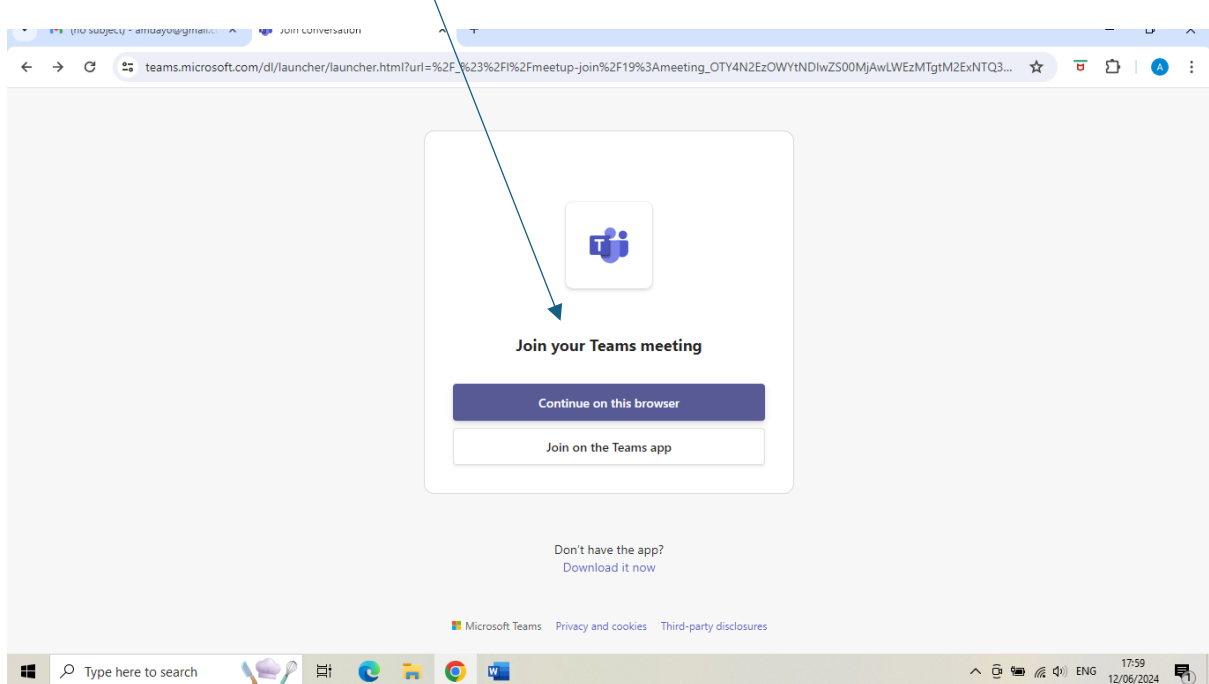 (no subject) - amdayo@gmail.c
Join conversation
teams.microsoft.com/dl/launcher/launcher.html?url=%2F_%23%2Fl%2Fmeetup-join%2F19%3Ameeting_OTY4N2EzOWYtNDIwZS00MjAwLWEzMTgtM2ExNTQ3...
A
T
Join your Teams meeting
Continue on this browser
Join on the Teams app
Don't have the app?
Download it now
Microsoft Teams Privacy and cookies Third-party disclosures
Type here to search
W
ENG
17:59
12/06/2024
1